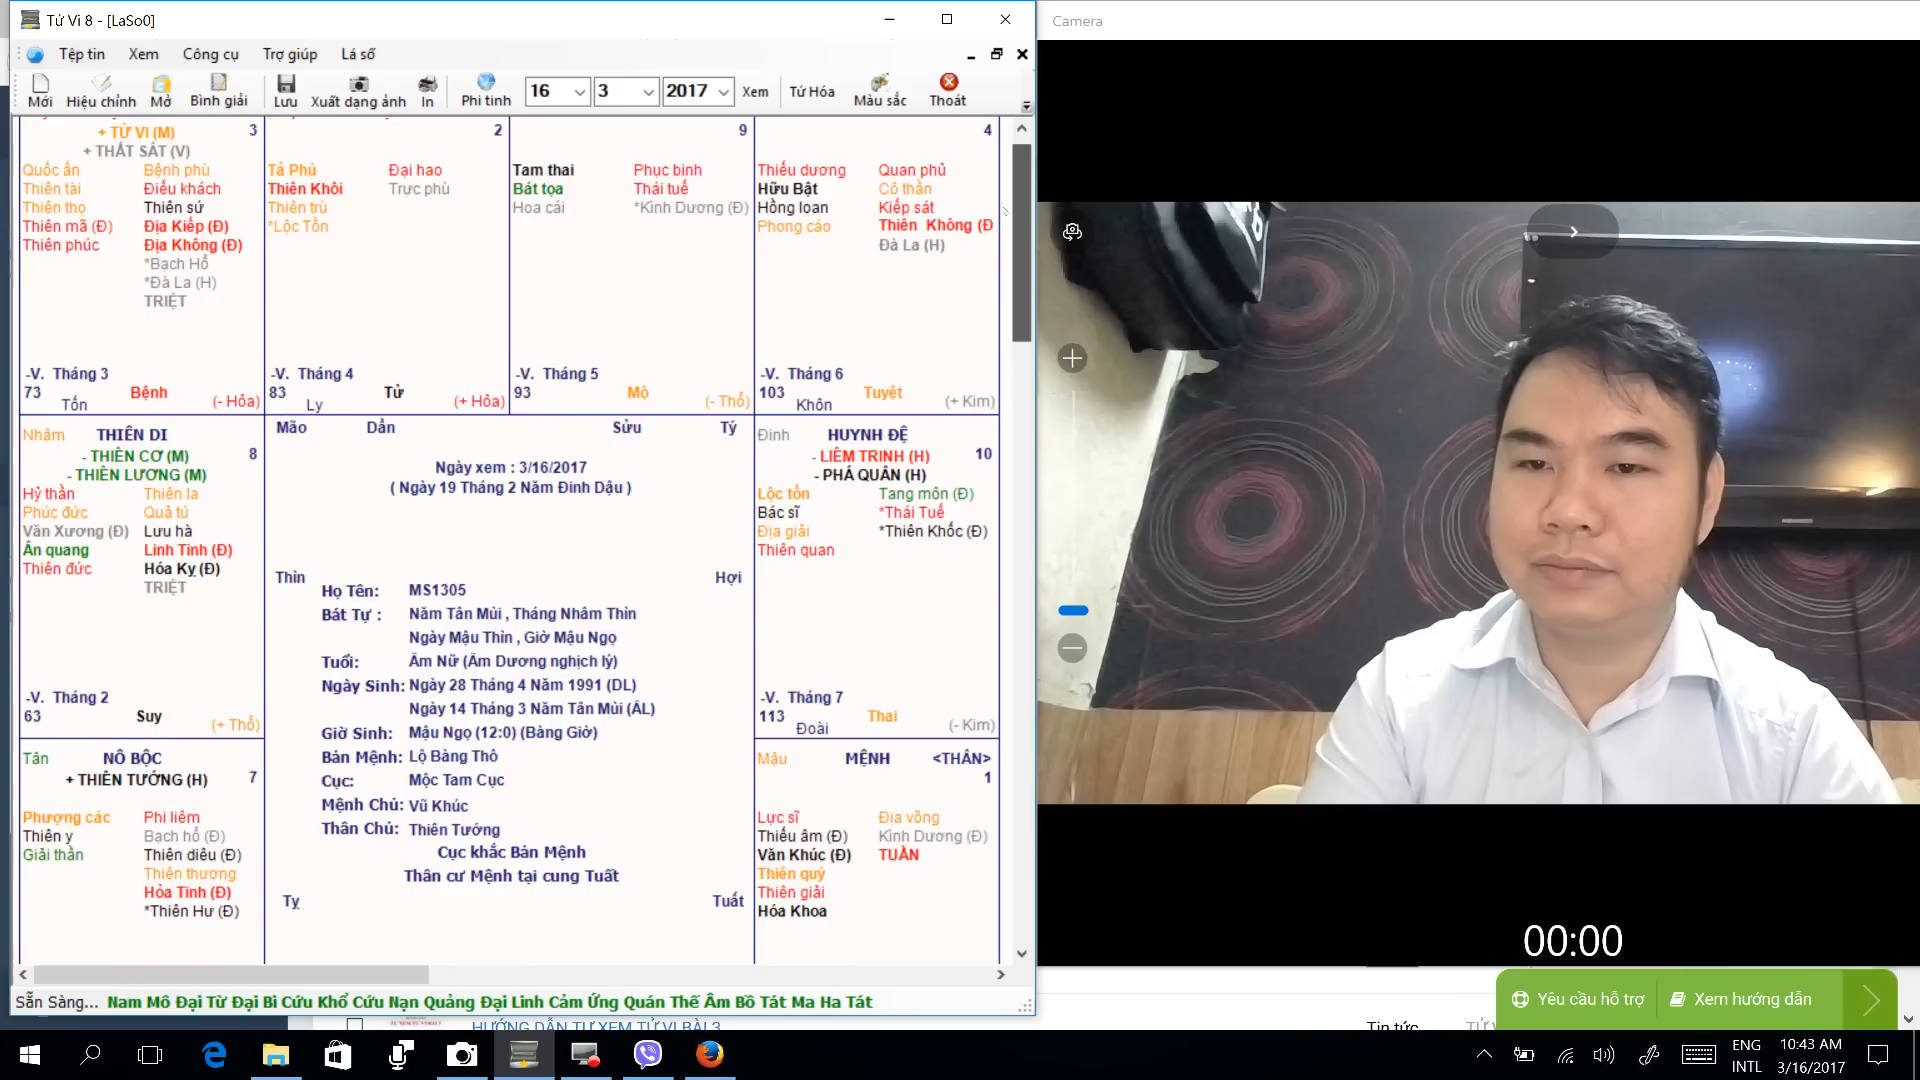 Tử Vi 8 - [LaSo0]
Camera
Tệp tin Xem Công cụ Trợ giúp Lá số
Mới Hiệu chỉnh Mở Bình giải Lưu Xuất dạng ảnh In Phi tinh 16 3 2017 Xem Tứ Hóa Màu sắc Thoát
+ TỬ VI (M) 3
+ THẤT SÁT (V)
Quốc ấn Bệnh phù
Thiên tài Điếu khách
Thiên thọ Thiên sứ
Thiên mã (Đ) Địa Kiếp (Đ)
Thiên phúc Địa Không (Đ)
*Bạch Hổ
*Đà La (H)
TRIỆT
-V. Tháng 3
73 Bệnh (- Hỏa)
Tốn
2
Tả Phù Đại hao
Thiên Khôi Trực phù
Thiên trù
*Lộc Tồn
-V. Tháng 4
83 Tử (+ Hỏa)
Ly
9
Tam thai Phục binh
Bát tọa Thái tuế
Hoa cái *Kình Dương (Đ)
-V. Tháng 5
93 Mộ (- Thổ)
4
Thiếu dương Quan phủ
Hữu Bật Cô thần
Hồng loan Kiếp sát
Phong cáo Thiên Không (Đ
Đà La (H)
-V. Tháng 6
103 Tuyệt (+ Kim)
Khôn
Nhâm THIÊN DI
- THIÊN CƠ (M) 8
- THIÊN LƯƠNG (M)
Hỷ thần Thiên la
Phúc đức Quả tú
Văn Xương (Đ) Lưu hà
Ân quang Linh Tinh (Đ)
Thiên đức Hóa Kỵ (Đ)
TRIỆT
-V. Tháng 2
63 Suy (+ Thổ)
Mão Dần Sửu Tý
Ngày xem : 3/16/2017
( Ngày 19 Tháng 2 Năm Đinh Dậu )
Thìn Hợi
Họ Tên: MS1305
Bát Tự : Năm Tân Mùi , Tháng Nhâm Thìn
Ngày Mậu Thìn , Giờ Mậu Ngọ
Tuổi: Âm Nữ (Âm Dương nghịch lý)
Ngày Sinh: Ngày 28 Tháng 4 Năm 1991 (DL)
Ngày 14 Tháng 3 Năm Tân Mùi (ÂL)
Giờ Sinh: Mậu Ngọ (12:0) (Bàng Giờ)
Bản Mệnh: Lộ Bàng Thổ
Cục: Mộc Tam Cục
Mệnh Chủ: Vũ Khúc
Thân Chủ: Thiên Tướng
Cục khắc Bản Mệnh
Thân cư Mệnh tại cung Tuất
Tỵ Tuất
Đinh HUYNH ĐỆ
- LIÊM TRINH (H) 10
- PHÁ QUÂN (H)
Lộc tồn Tang môn (Đ)
Bác sĩ *Thái Tuế
Địa giải *Thiên Khốc (Đ)
Thiên quan
-V. Tháng 7
113 Thai (- Kim)
Đoài
Tân NÔ BỘC
+ THIÊN TƯỚNG (H) 7
Phượng các Phi liêm
Thiên y Bạch hổ (Đ)
Giải thần Thiên diêu (Đ)
Thiên thương
Hỏa Tinh (Đ)
*Thiên Hư (Đ)
Mậu MỆNH <THÂN>
1
Lực sĩ Địa võng
Thiếu âm (Đ) Kình Dương (Đ)
Văn Khúc (Đ) TUẦN
Thiên quý
Thiên giải
Hóa Khoa
00:00
Sẵn Sàng... Nam Mô Đại Từ Đại Bi Cứu Khổ Cứu Nạn Quảng Đại Linh Cảm Ứng Quán Thế Âm Bồ Tát Ma Ha Tát
Yêu cầu hỗ trợ Xem hướng dẫn
HƯỚNG DẪN TỰ XEM TỬ VI BÀI 3
Tin tức
ENG
INTL
10:43 AM
3/16/2017